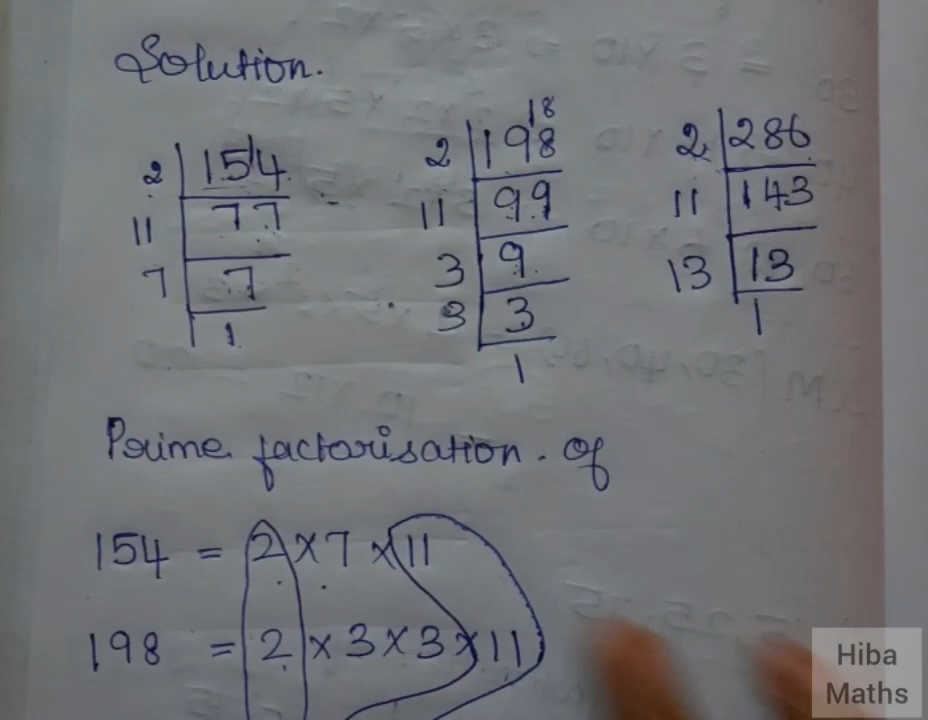 Solution.
2 | 154
11 | 77
7 | 7
1
18
2 | 198
11 | 99
3 | 9
3 | 3
1
2 | 286
11 | 143
13 | 13
1
Prime factorisation of
154 = 2 × 7 × 11
198 = 2 × 3 × 3 × 11
Hiba
Maths